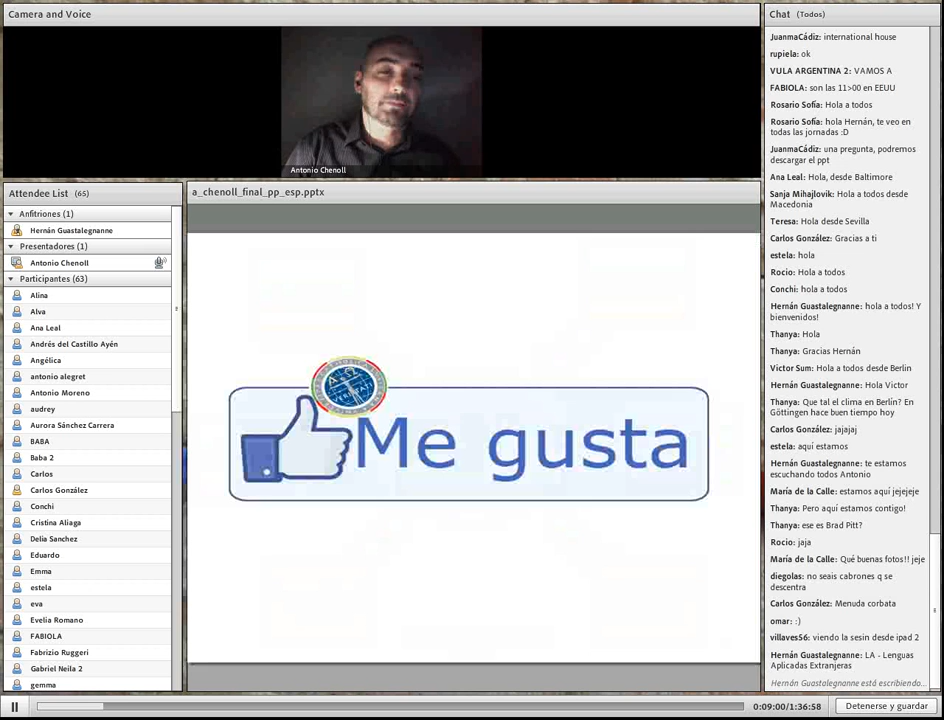 Camera and Voice
Antonio Chenoll
Attendee List (65)
Anfitriones (1)
Hernán Guastalegnanne
Presentadores (1)
Antonio Chenoll
Participantes (63)
Alina
Alva
Ana Leal
Andrés del Castillo Ayén
Angélica
antonio alegret
Antonio Moreno
audrey
Aurora Sánchez Carrera
BABA
Baba 2
Carlos
Carlos González
Conchi
Cristina Aliaga
Delia Sanchez
Eduardo
Emma
estela
eva
Evelia Romano
FABIOLA
Fabrizio Ruggeri
Gabriel Neila 2
gemma
a_chenoll_final_pp_esp.pptx
Me gusta
Chat (Todos)
JuanmaCádiz: international house
rupiela: ok
VULA ARGENTINA 2: VAMOS A
FABIOLA: son las 11>00 en EEUU
Rosario Sofía: Hola a todos
Rosario Sofía: hola Hernán, te veo en
todas las jornadas :D
JuanmaCádiz: una pregunta, podremos
descargar el ppt
Ana Leal: Hola, desde Baltimore
Sanja Mihajlovik: Hola a todos desde
Macedonia
Teresa: Hola desde Sevilla
Carlos González: Gracias a ti
estela: hola
Rocio: Hola a todos
Conchi: hola a todos
Hernán Guastalegnanne: hola a todos! Y
bienvenidos!
Thanya: Hola
Thanya: Gracias Hernán
Victor Sum: Hola a todos desde Berlin
Hernán Guastalegnanne: Hola Victor
Thanya: Que tal el clima en Berlín? En
Göttingen hace buen tiempo hoy
Carlos González: jajajaj
estela: aquí estamos
Hernán Guastalegnanne: te estamos
escuchando todos Antonio
María de la Calle: estamos aquí jejejeje
Thanya: Pero aquí estamos contigo!
Thanya: ese es Brad Pitt?
Rocio: jaja
María de la Calle: Qué buenas fotos!! jeje
diegolas: no seais cabrones q se
descentra
Carlos González: Menuda corbata
omar: :)
villaves56: viendo la sesin desde ipad 2
Hernán Guastalegnanne: LA - Lenguas
Aplicadas Extranjeras
Hernán Guastalegnanne está escribiendo...
0:09:00/1:36:58
Detenerse y guardar